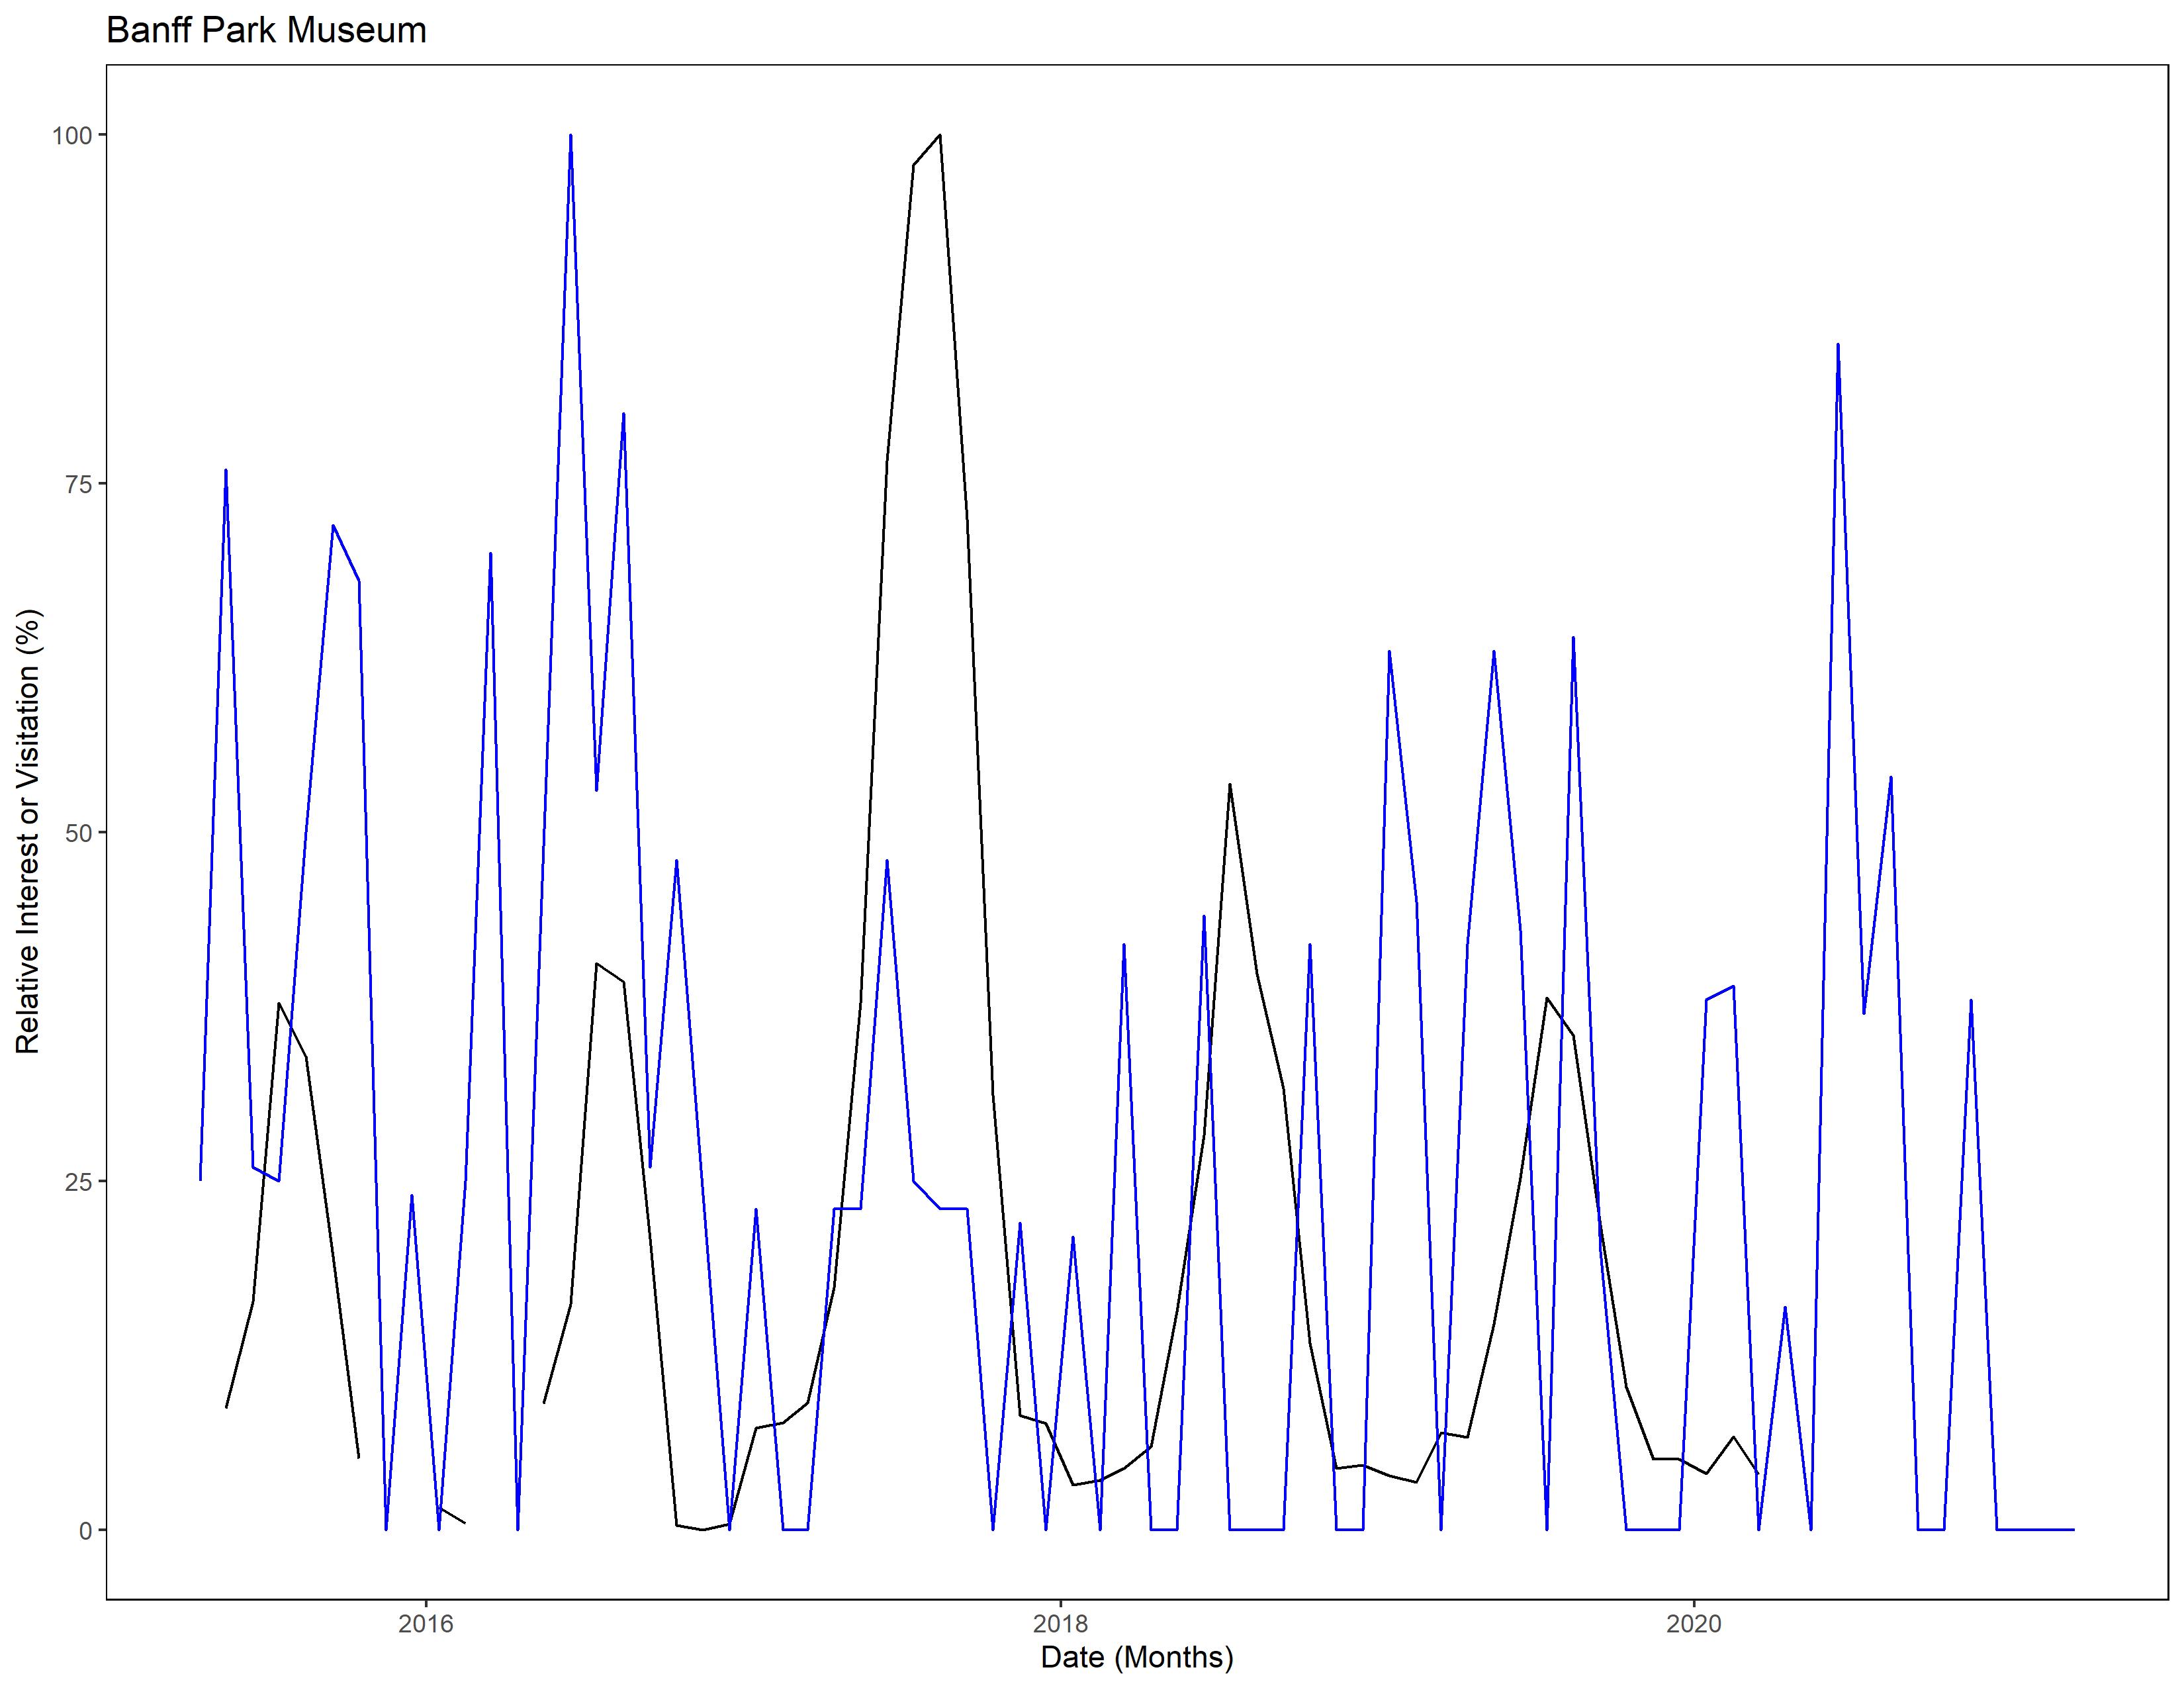 Banff Park Museum
Relative Interest or Visitation (%)
100
75
50
25
0
2016
2018
2020
Date (Months)